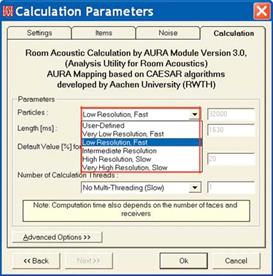 Calculation Parameters
Settings
Items
Noise
Calculation
Room Acoustic Calculation by AURA Module Version 3.0,
(Analysis Utility for Room Acoustics)
AURA Mapping based on CAESAR algorithms
developed by Aachen University (RWTH)
Parameters
Particles :
Low Resolution, Fast
32000
User-Defined
Very Low Resolution, Fast
Low Resolution, Fast
Intermediate Resolution
High Resolution, Slow
Very High Resolution, Slow
Length [ms] :
1630
Default Value [%] for
20
Number of Calculation Threads :
No Multi-Threading (Slow)
1
Note: Computation time also depends on the number of faces and
receivers
Advanced Options >>
<< Back
Next >>
Ok
Cancel